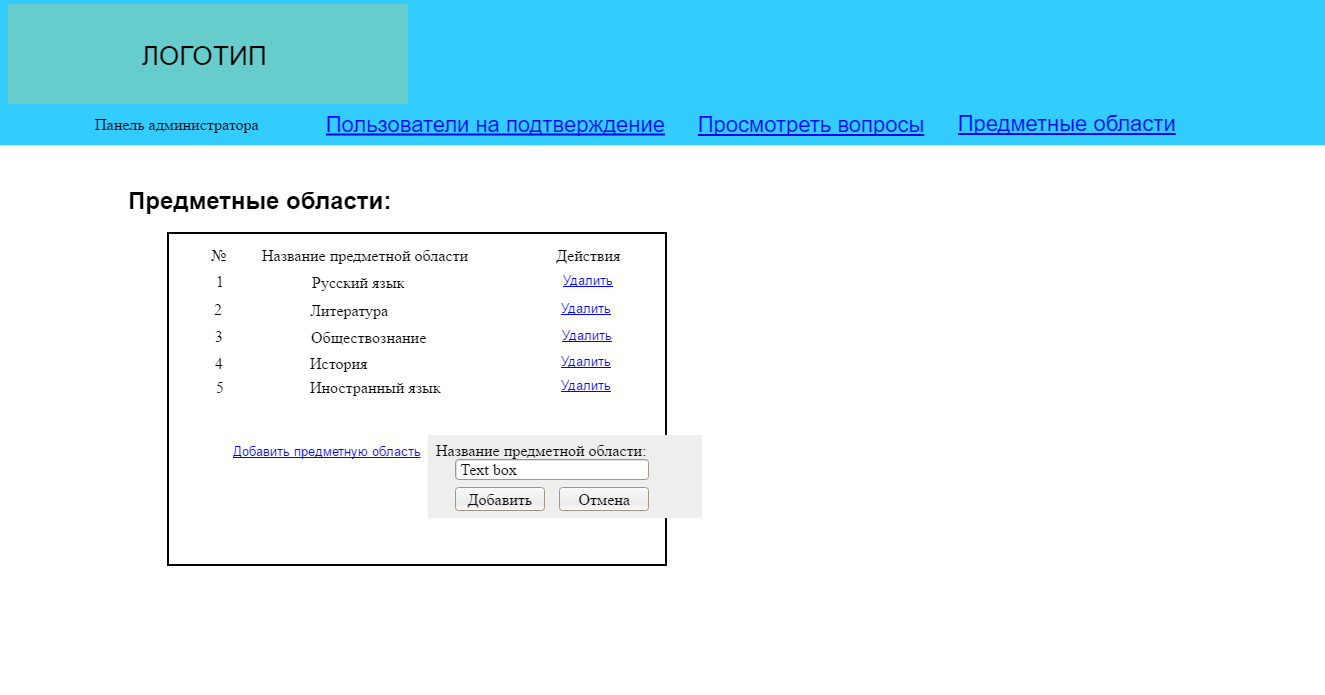 ЛОГОТИП
Панель администратора Пользователи на подтверждение Просмотреть вопросы Предметные области
Предметные области:
№ Название предметной области Действия
1 Русский язык Удалить
2 Литература Удалить
3 Обществознание Удалить
4 История Удалить
5 Иностранный язык Удалить
Добавить предметную область Название предметной области:
Text box
Добавить Отмена